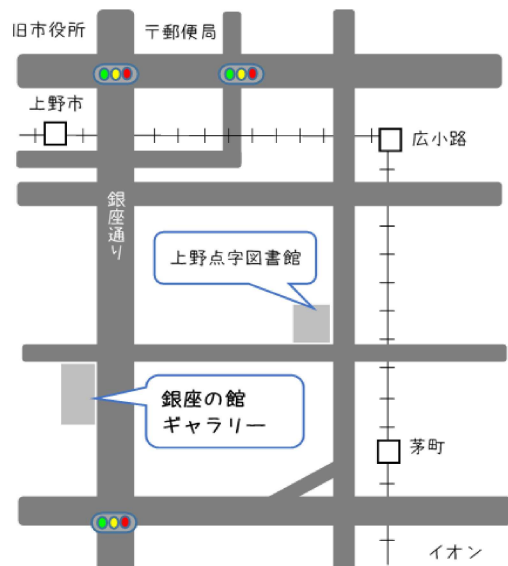 旧市役所
〒郵便局
上野市
広小路
銀座通り
上野点字図書館
銀座の館
ギャラリー
茅町
イオン